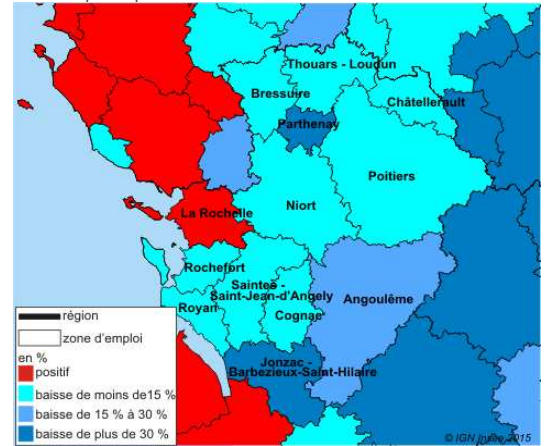 Thouars - Loudun
Bressuire
Châtellerault
Parthenay
Poitiers
Niort
La Rochelle
Rochefort
Saintes -
Saint-Jean-d'Angely
Angoulême
Royan
Cognac
Jonzac -
Barbezieux-Saint-Hilaire
région
zone d'emploi
en %
positif
baisse de moins de15 %
baisse de 15 % à 30 %
baisse de plus de 30 %
© IGN Insee 2015